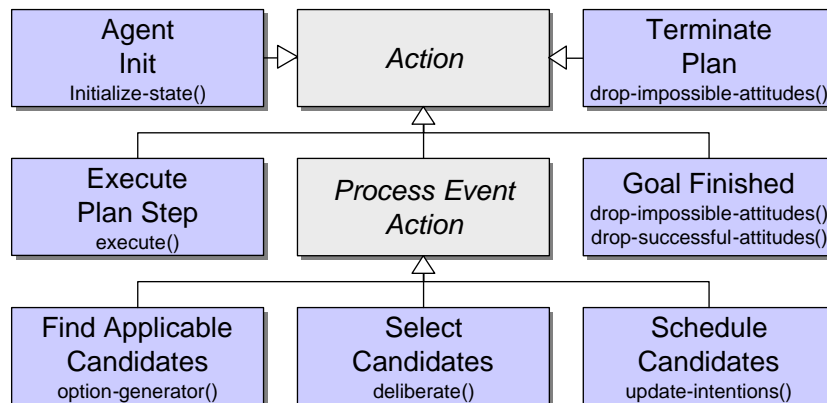 Agent
Init
Initialize-state()
Action
Terminate
Plan
drop-impossible-attitudes()
Execute
Plan Step
execute()
Process Event
Action
Goal Finished
drop-impossible-attitudes()
drop-successful-attitudes()
Find Applicable
Candidates
option-generator()
Select
Candidates
deliberate()
Schedule
Candidates
update-intentions()